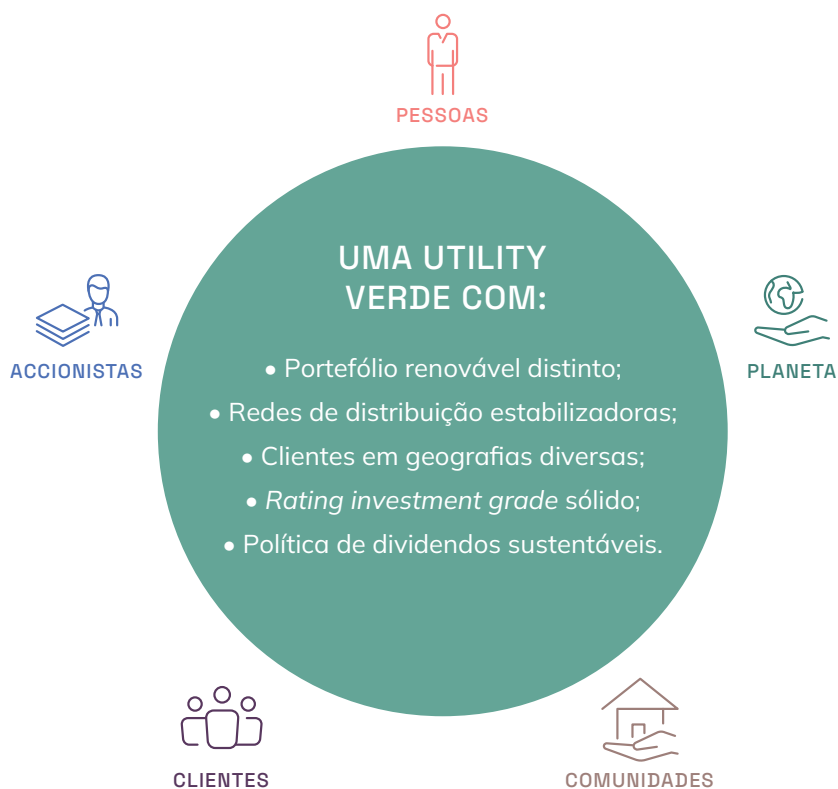 PESSOAS
UMA UTILITY
VERDE COM:
• Portefólio renovável distinto;
• Redes de distribuição estabilizadoras;
• Clientes em geografias diversas;
• Rating investment grade sólido;
• Política de dividendos sustentáveis.
ACCIONISTAS
PLANETA
CLIENTES
COMUNIDADES